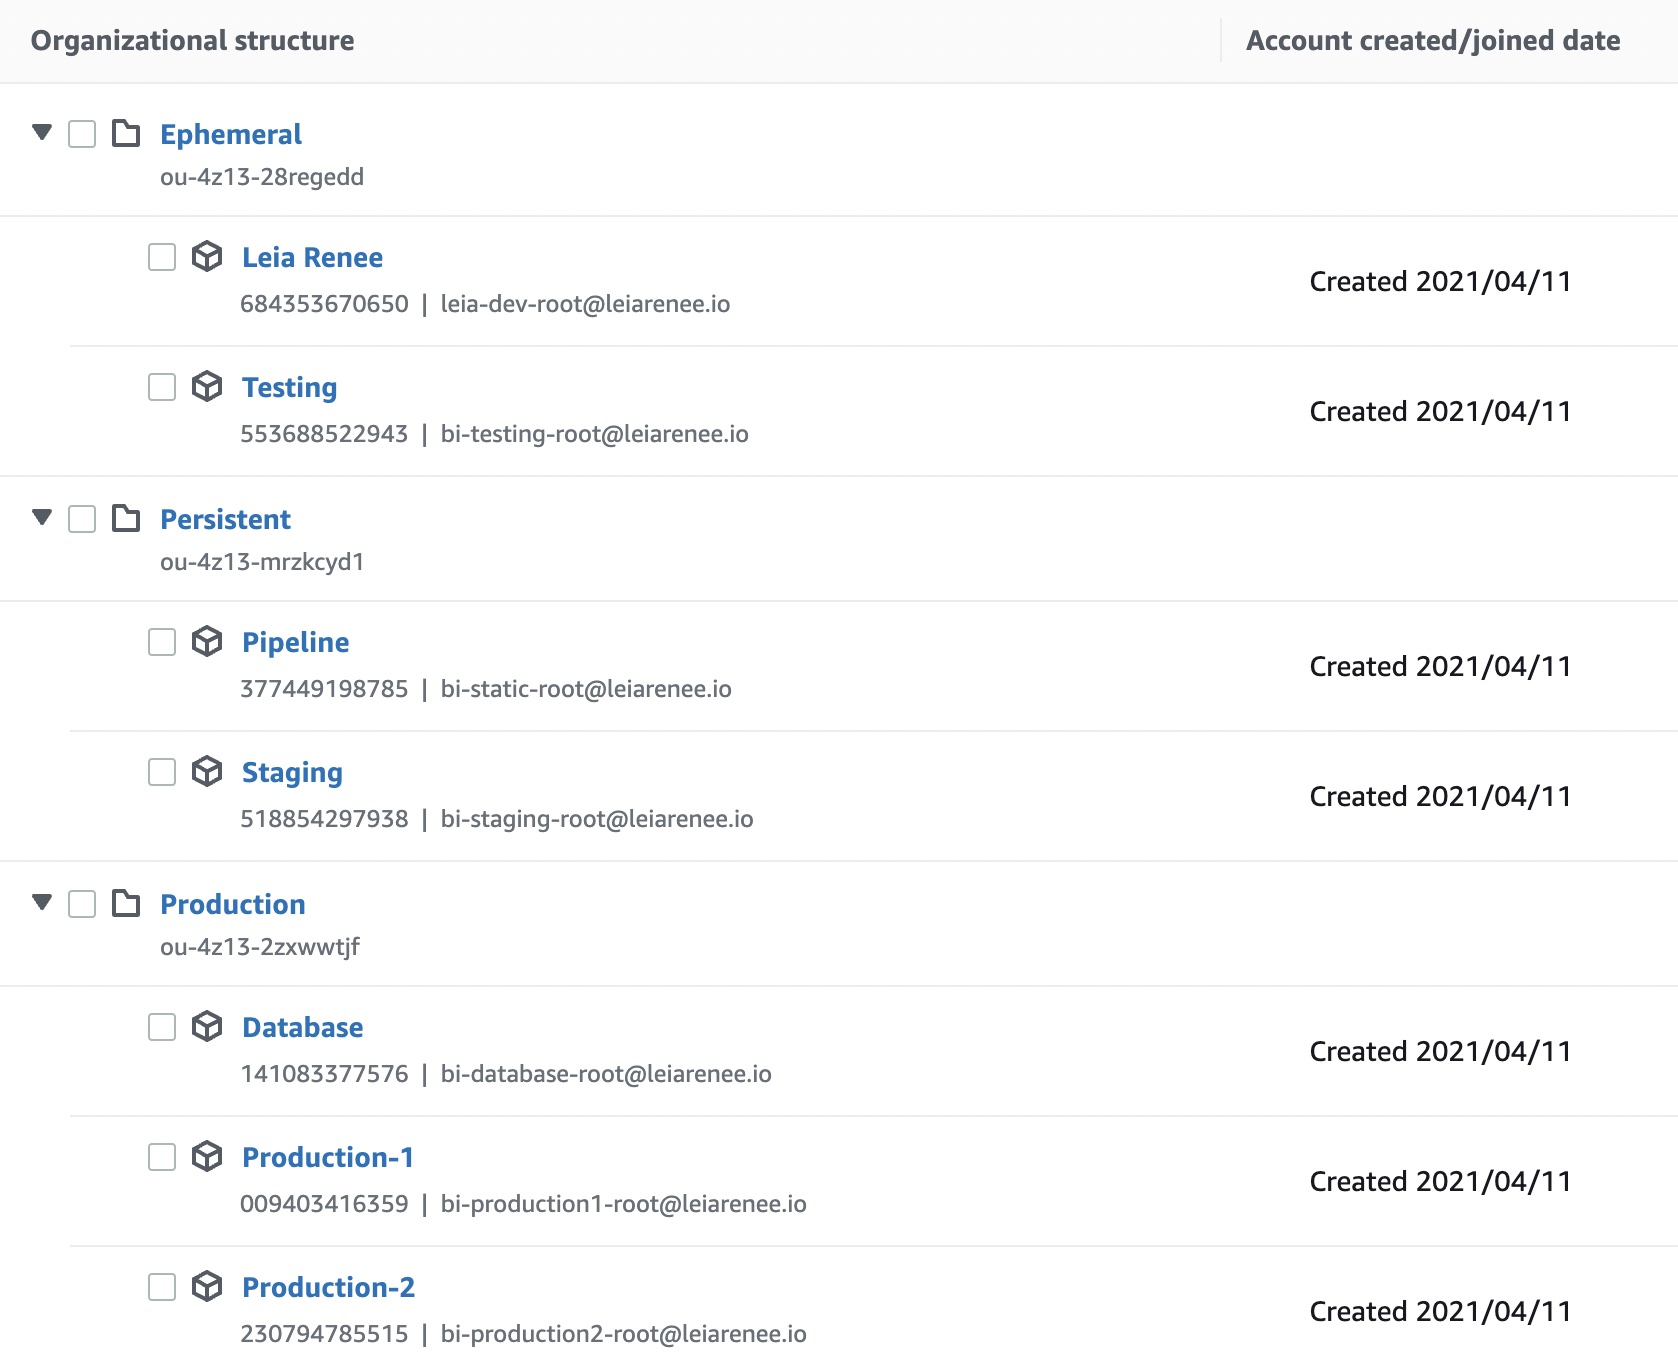 Organizational structure
Account created/joined date
Ephemeral
ou-4z13-28regedd
Leia Renee
684353670650 | leia-dev-root@leiarenee.io
Created 2021/04/11
Testing
553688522943 | bi-testing-root@leiarenee.io
Created 2021/04/11
Persistent
ou-4z13-mrzkcyd1
Pipeline
377449198785 | bi-static-root@leiarenee.io
Created 2021/04/11
Staging
518854297938 | bi-staging-root@leiarenee.io
Created 2021/04/11
Production
ou-4z13-2zxwwtjf
Database
141083377576 | bi-database-root@leiarenee.io
Created 2021/04/11
Production-1
009403416359 | bi-production1-root@leiarenee.io
Created 2021/04/11
Production-2
230794785515 | bi-production2-root@leiarenee.io
Created 2021/04/11